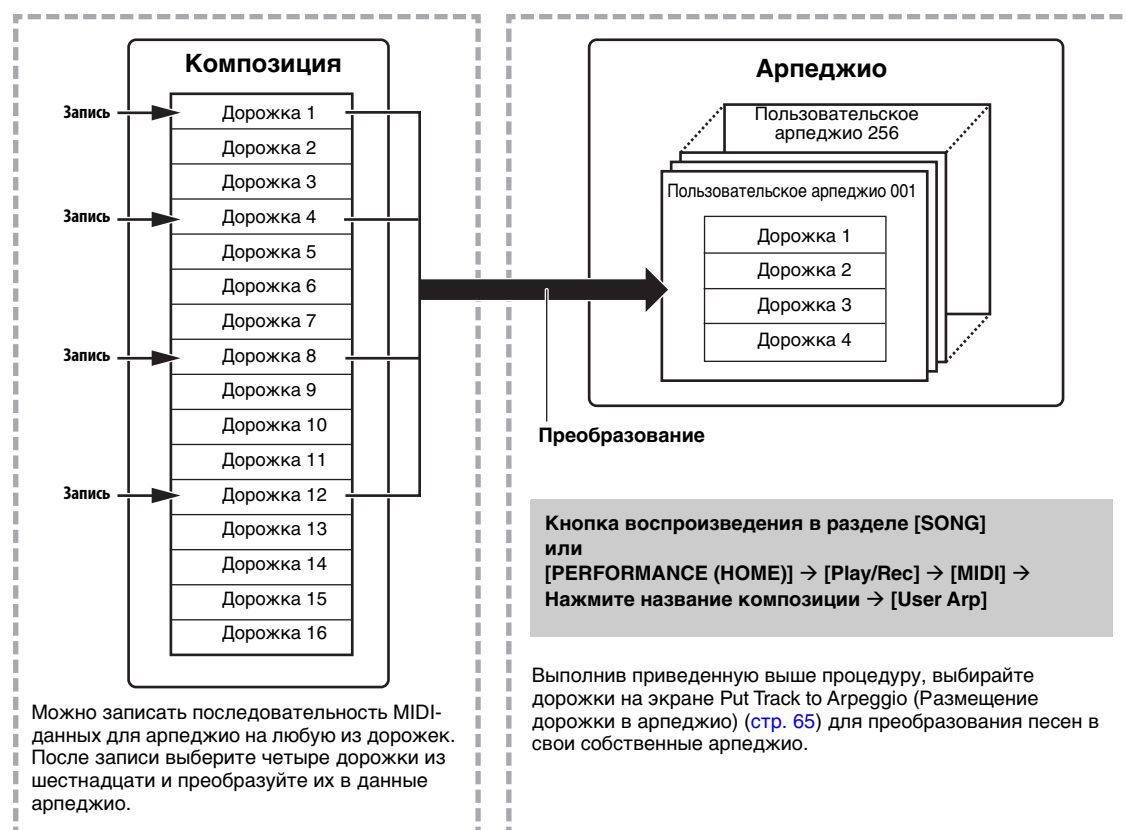 Композиция
Запись
Дорожка 1
Дорожка 2
Дорожка 3
Запись
Дорожка 4
Дорожка 5
Дорожка 6
Дорожка 7
Запись
Дорожка 8
Дорожка 9
Дорожка 10
Дорожка 11
Запись
Дорожка 12
Дорожка 13
Дорожка 14
Дорожка 15
Дорожка 16
Можно записать последовательность MIDI-
данных для арпеджио на любую из дорожек.
После записи выберите четыре дорожки из
шестнадцати и преобразуйте их в данные
арпеджио.
Арпеджио
Пользовательское
арпеджио 256
Пользовательское арпеджио 001
Дорожка 1
Дорожка 2
Дорожка 3
Дорожка 4
Преобразование
Кнопка воспроизведения в разделе [SONG]
или
[PERFORMANCE (HOME)] → [Play/Rec] → [MIDI] →
Нажмите название композиции → [User Arp]
Выполнив приведенную выше процедуру, выбирайте
дорожки на экране Put Track to Arpeggio (Размещение
дорожки в арпеджио) (стр. 65) для преобразования песен в
свои собственные арпеджио.